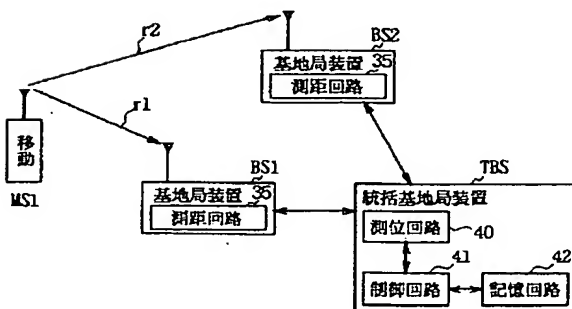 r2
BS2
基地局装置
35
測距回路
移動
MS1
r1
BS1
基地局装置
35
測距回路
TBS
統括基地局装置
測位回路
40
41
42
制御回路
記憶回路